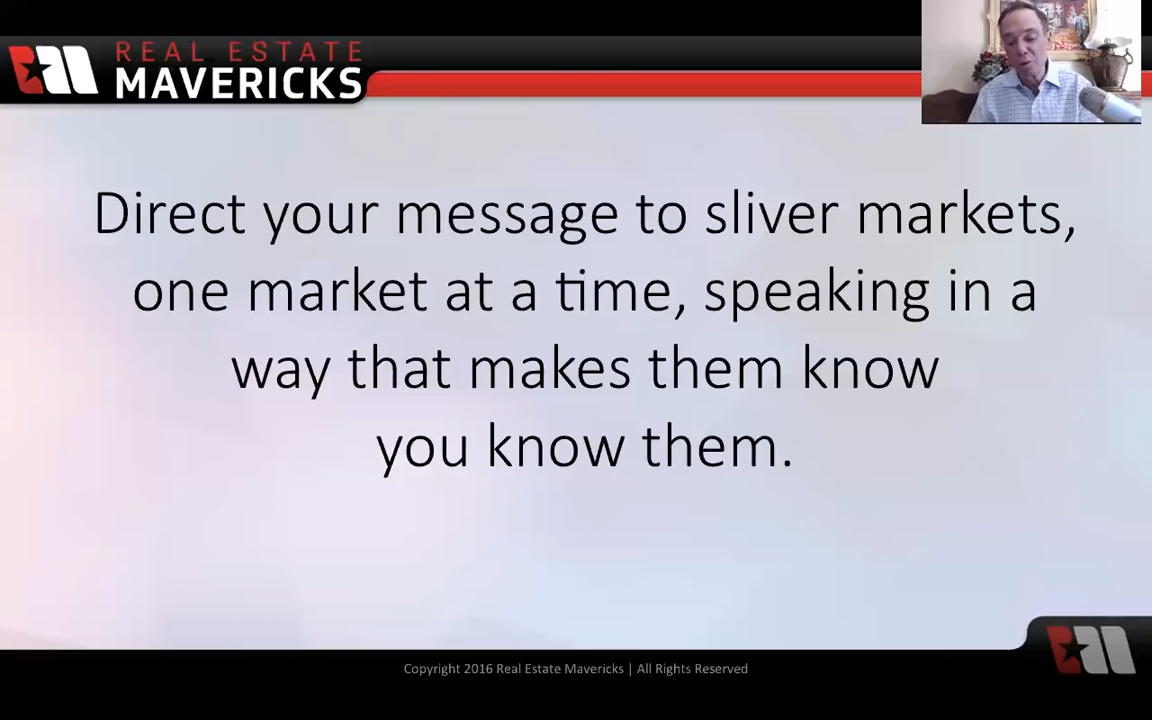 REAL ESTATE
MAVERICKS
Direct your message to sliver markets,
one market at a time, speaking in a
way that makes them know
you know them.
Copyright 2016 Real Estate Mavericks | All Rights Reserved